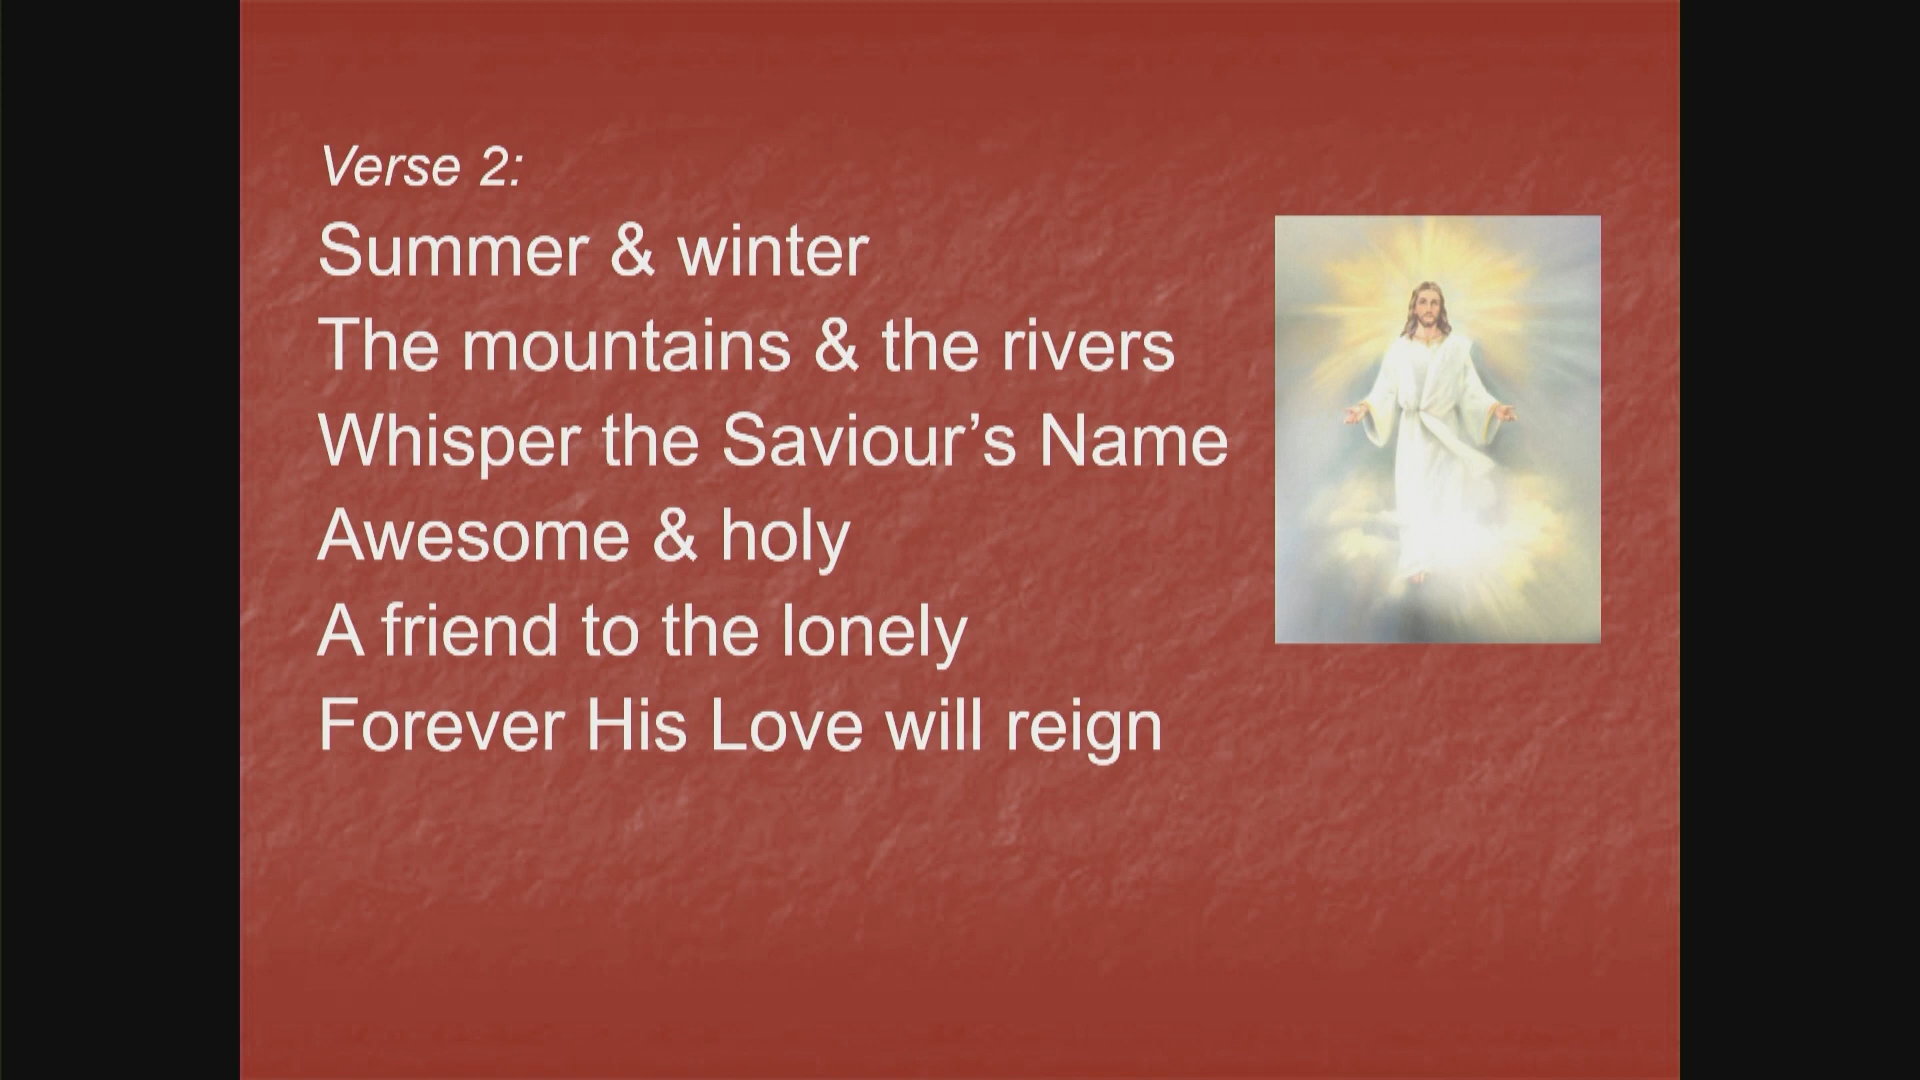 Verse 2:
Summer & winter
The mountains & the rivers
Whisper the Saviour’s Name
Awesome & holy
A friend to the lonely
Forever His Love will reign